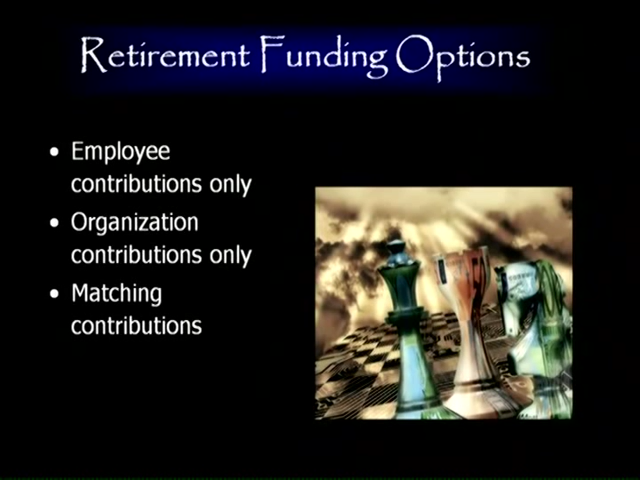 Retirement Funding Options
• Employee
contributions only
• Organization
contributions only
• Matching
contributions